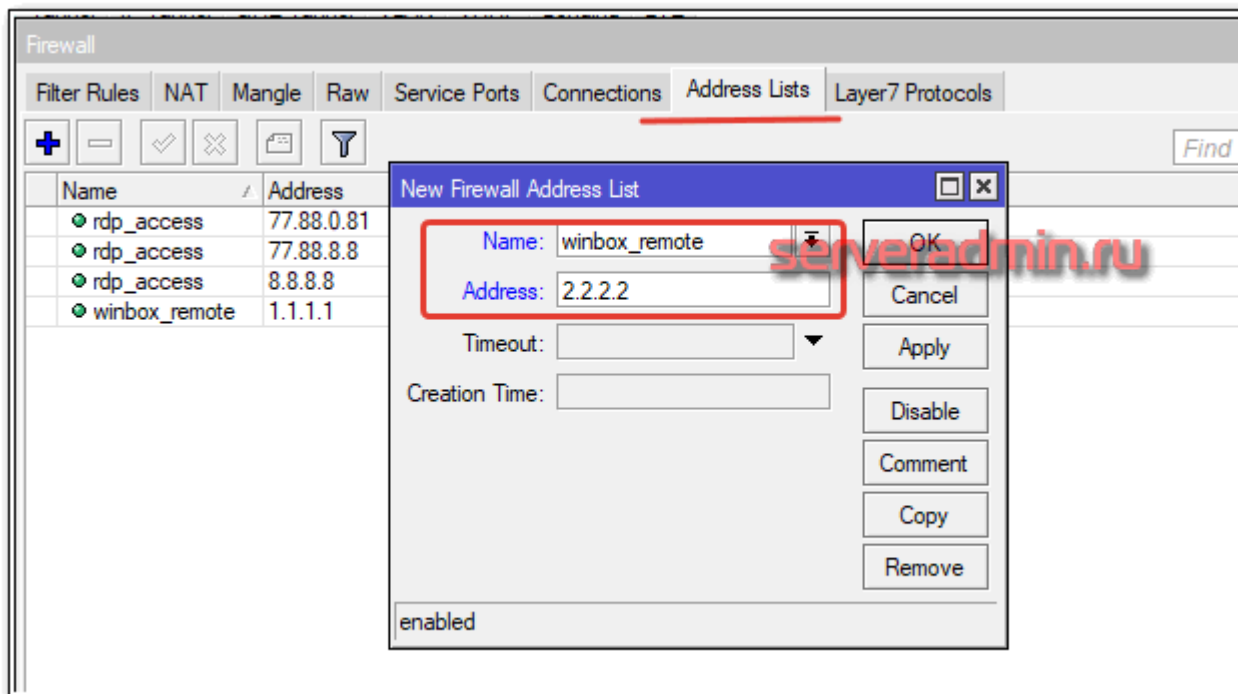 Firewall
Filter Rules NAT Mangle Raw Service Ports Connections Address Lists Layer7 Protocols
Find
Name Address
rdp_access 77.88.0.81
rdp_access 77.88.8.8
rdp_access 8.8.8.8
winbox_remote 1.1.1.1
New Firewall Address List
Name: winbox_remote OK
serveradmin.ru
Address: 2.2.2.2 Cancel
Timeout: Apply
Creation Time:
Disable
Comment
Copy
Remove
enabled